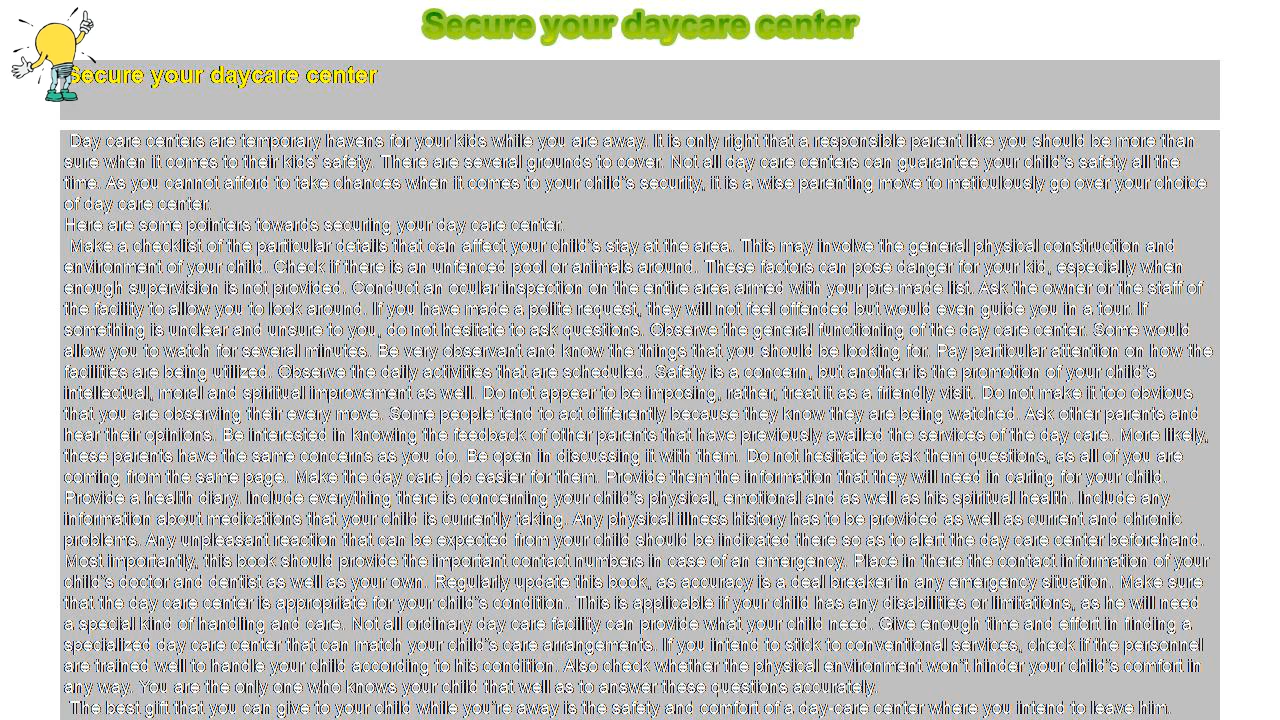 Secure your daycare center
Secure your daycare center
Day care centers are temporary havens for your kids while you are away. It is only right that a responsible parent like you should be more than
sure when it comes to their kids' safety. There are several grounds to cover. Not all day care centers can guarantee your child"s safety all the
time. As you cannot afford to take chances when it comes to your child"s security, it is a wise parenting move to meticulously go over your choice
of day care center.
Here are some pointers towards securing your day care center.
Make a checklist of the particular details that can affect your child"s stay at the area. This may involve the general physical construction and
environment of your child. Check if there is an unfenced pool or animals around. These factors can pose danger for your kid, especially when
enough supervision is not provided. Conduct an ocular inspection on the entire area armed with your pre-made list. Ask the owner or the staff of
the facility to allow you to look around. If you have made a polite request, they will not feel offended but would even guide you in a tour. If
something is unclear and unsure to you, do not hesitate to ask questions. Observe the general functioning of the day care center. Some would
allow you to watch for several minutes. Be very observant and know the things that you should be looking for. Pay particular attention on how the
facilities are being utilized. Observe the daily activities that are scheduled. Safety is a concern, but another is the promotion of your child"s
intellectual, moral and spiritual improvement as well. Do not appear to be imposing, rather, treat it as a friendly visit. Do not make it too obvious
that you are observing their every move. Some people tend to act differently because they know they are being watched. Ask other parents and
hear their opinions. Be interested in knowing the feedback of other parents that have previously availed the services of the day care. More likely,
these parents have the same concerns as you do. Be open in discussing it with them. Do not hesitate to ask them questions, as all of you are
coming from the same page. Make the day care job easier for them. Provide them the information that they will need in caring for your child.
Provide a health diary. Include everything there is concerning your child"s physical, emotional and as well as his spiritual health. Include any
information about medications that your child is currently taking. Any physical illness history has to be provided as well as current and chronic
problems. Any unpleasant reaction that can be expected from your child should be indicated there so as to alert the day care center beforehand.
Most importantly, this book should provide the important contact numbers in case of an emergency. Place in there the contact information of your
child"s doctor and dentist as well as your own. Regularly update this book, as accuracy is a deal breaker in any emergency situation. Make sure
that the day care center is appropriate for your child"s condition. This is applicable if your child has any disabilities or limitations, as he will need
a special kind of handling and care. Not all ordinary day care facility can provide what your child need. Give enough time and effort in finding a
specialized day care center that can match your child"s care arrangements. If you intend to stick to conventional services, check if the personnel
are trained well to handle your child according to his condition. Also check whether the physical environment won"t hinder your child"s comfort in
any way. You are the only one who knows your child that well as to answer these questions accurately.
The best gift that you can give to your child while you"re away is the safety and comfort of a day-care center where you intend to leave him.